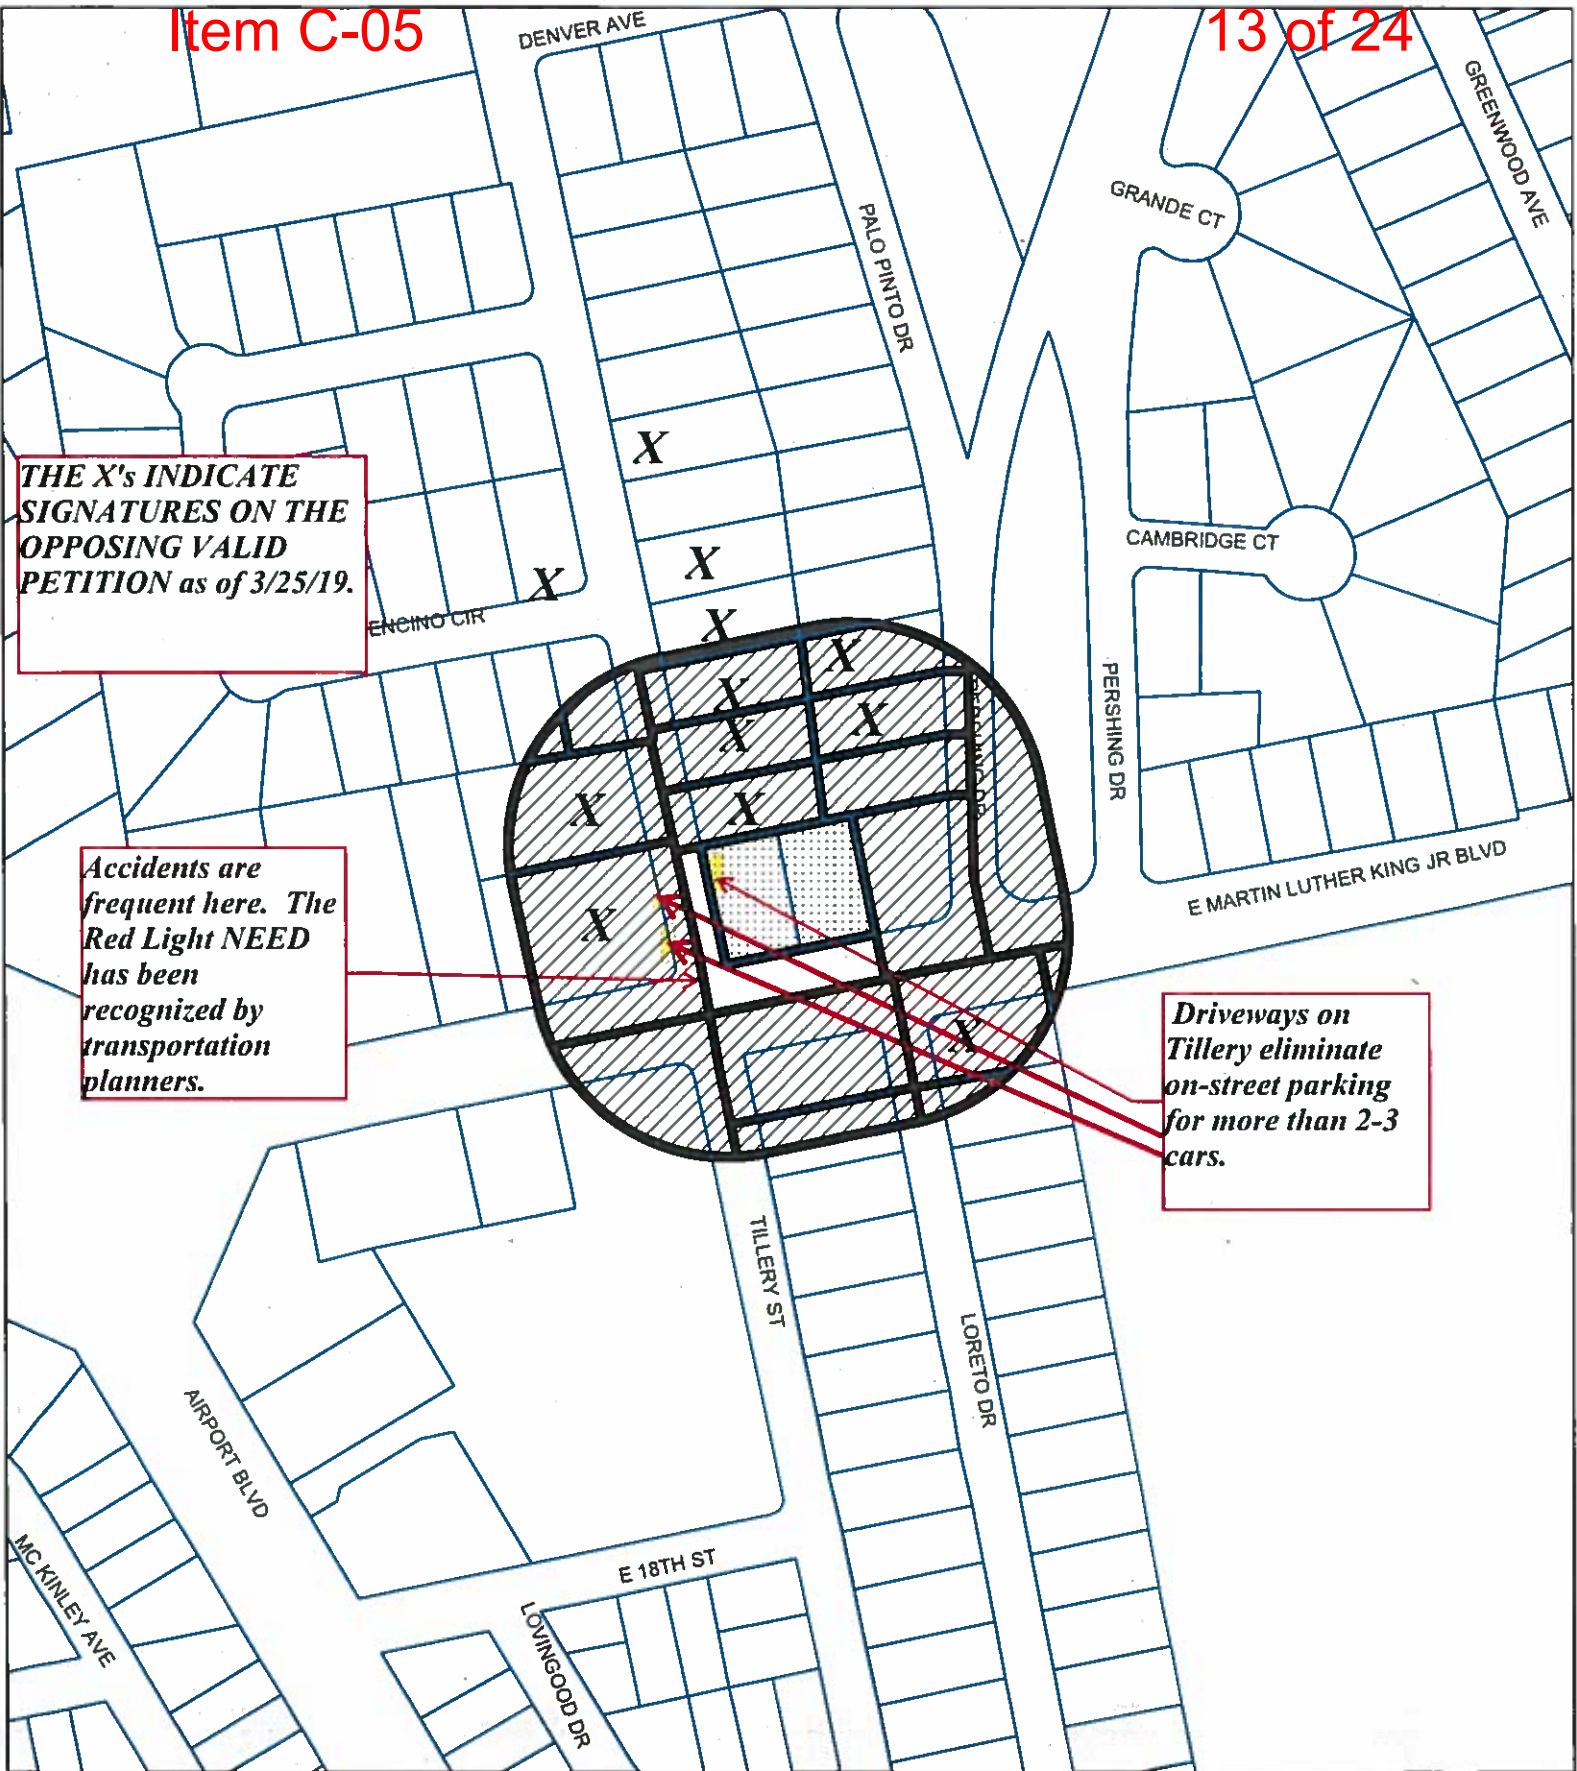 Item C-05
13 of 24
DENVER AVE
GREENWOOD AVE
GRANDE CT
PALO PINTO DR
X
THE X's INDICATE
SIGNATURES ON THE
OPPOSING VALID
PETITION as of 3/25/19.
CAMBRIDGE CT
X
X
ENCINO CIR
X
X
X
X
X
PERSHING DR
X
X
E MARTIN LUTHER KING JR BLVD
Accidents are
frequent here. The
Red Light NEED
has been
recognized by
transportation
planners.
X
X
Driveways on
Tillery eliminate
on-street parking
for more than 2-3
cars.
TILLERY ST
LORETO DR
AIRPORT BLVD
E 18TH ST
MC KINLEY AVE
LOVINGOOD DR